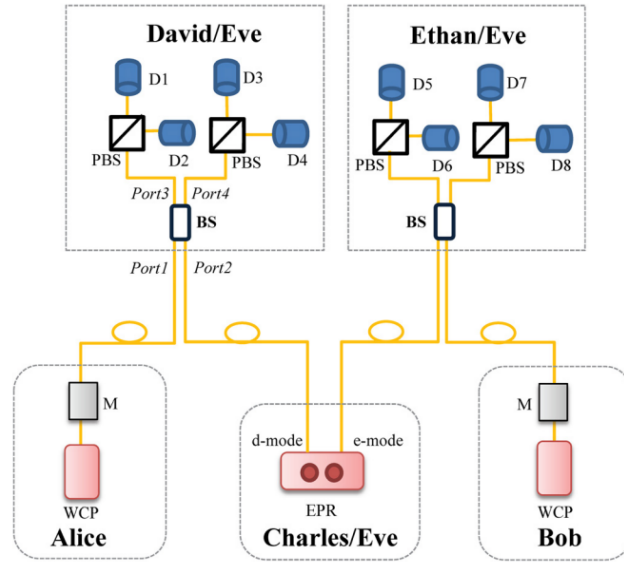 David/Eve
Ethan/Eve
D1
D3
D5
D7
PBS
D2
PBS
D4
PBS
D6
PBS
D8
Port3
Port4
BS
BS
Port1
Port2
M
M
d-mode
e-mode
WCP
EPR
WCP
Alice
Charles/Eve
Bob